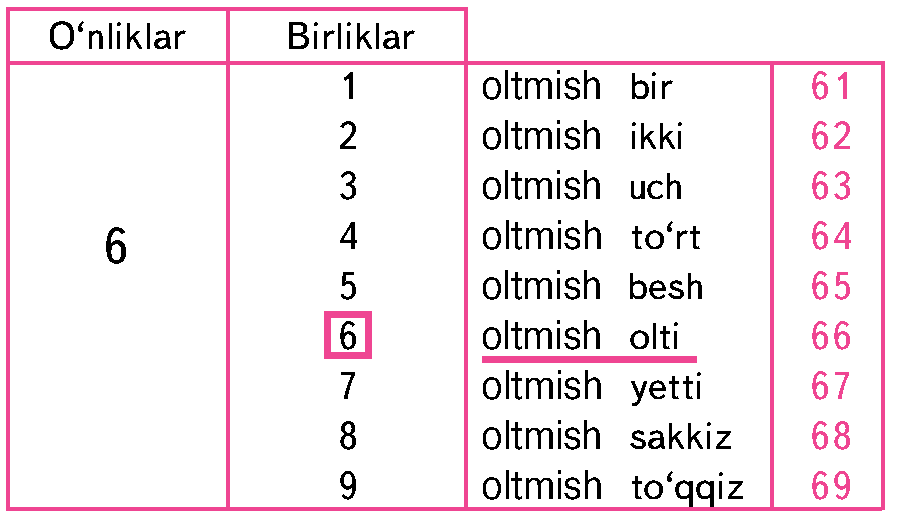 O‘nliklar Birliklar
1 oltmish bir 61
2 oltmish ikki 62
3 oltmish uch 63
6 4 oltmish to‘rt 64
5 oltmish besh 65
6 oltmish olti 66
7 oltmish yetti 67
8 oltmish sakkiz 68
9 oltmish to‘qqiz 69